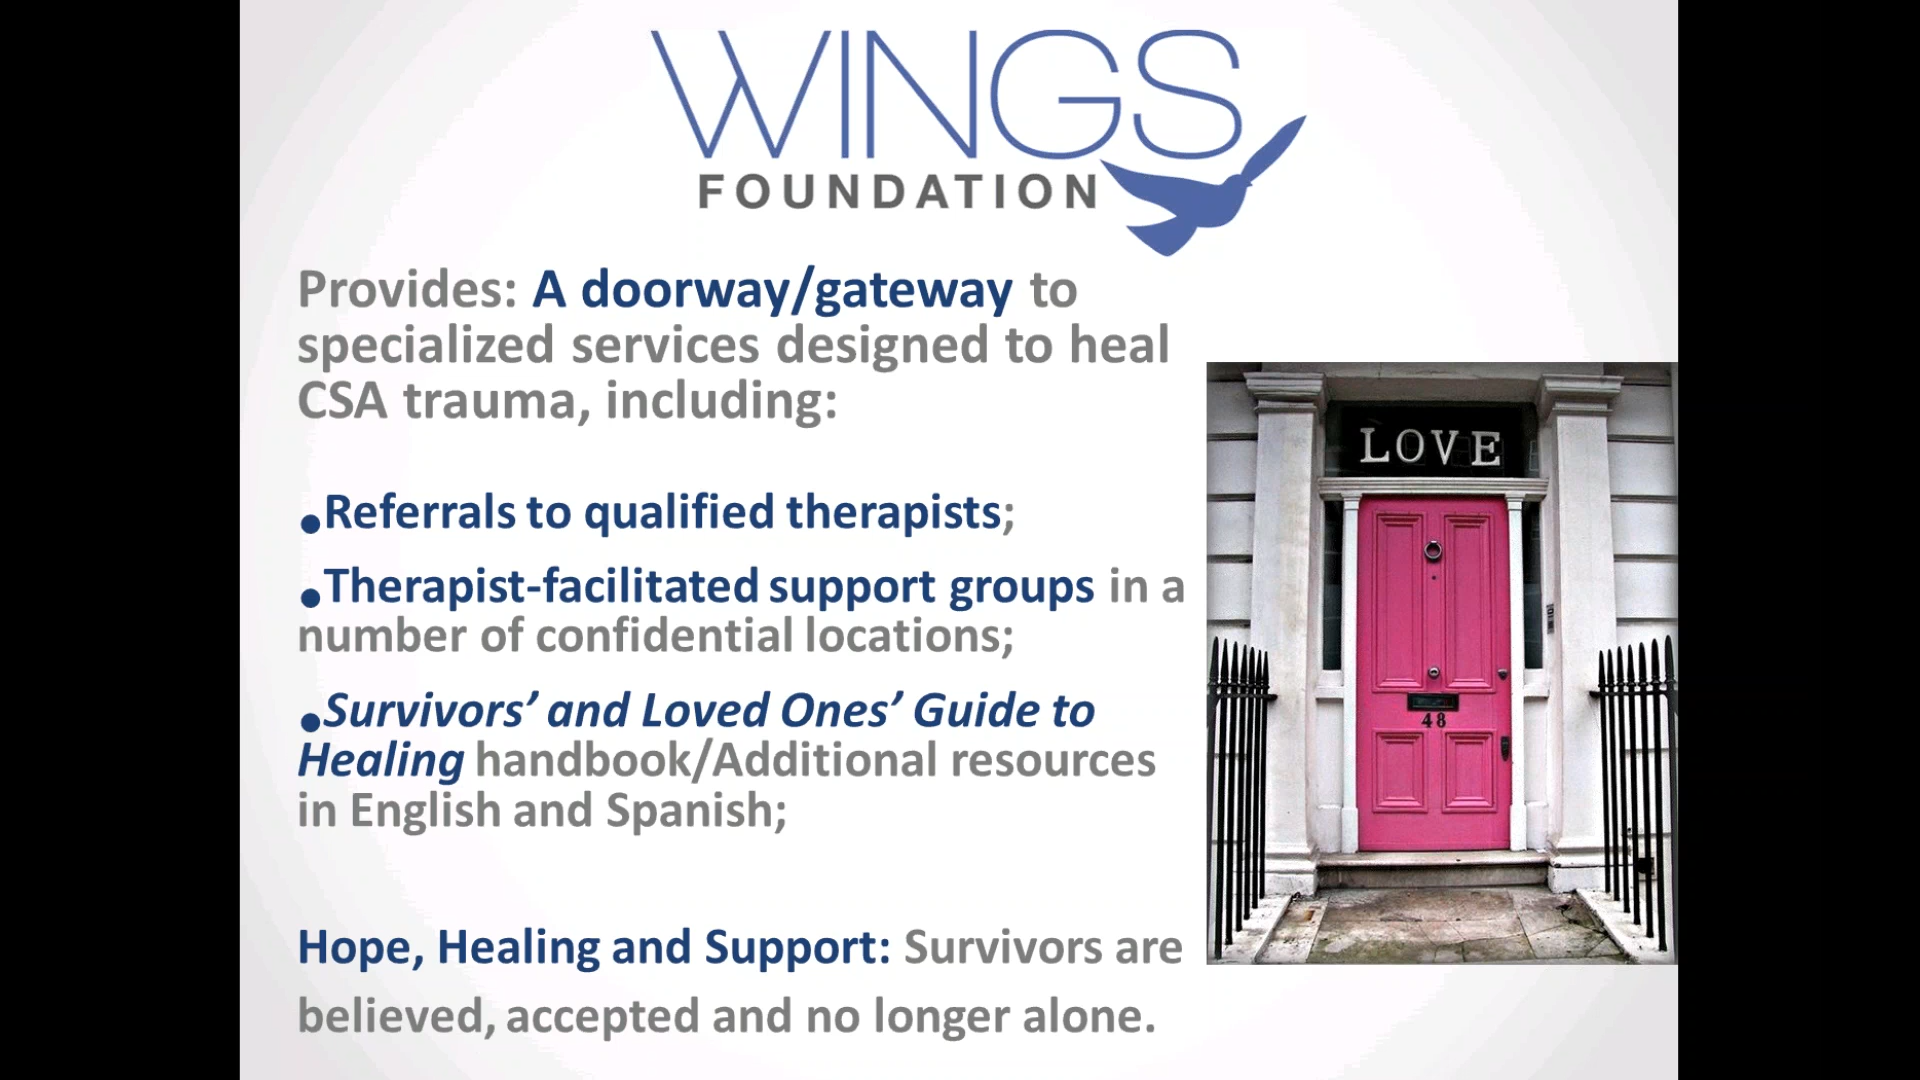 WINGS
FOUNDATION
Provides: A doorway/gateway to
specialized services designed to heal
CSA trauma, including:
•Referrals to qualified therapists;
•Therapist-facilitated support groups in a
number of confidential locations;
•Survivors’ and Loved Ones’ Guide to
Healing handbook/Additional resources
in English and Spanish;
Hope, Healing and Support: Survivors are
believed, accepted and no longer alone.
LOVE
48